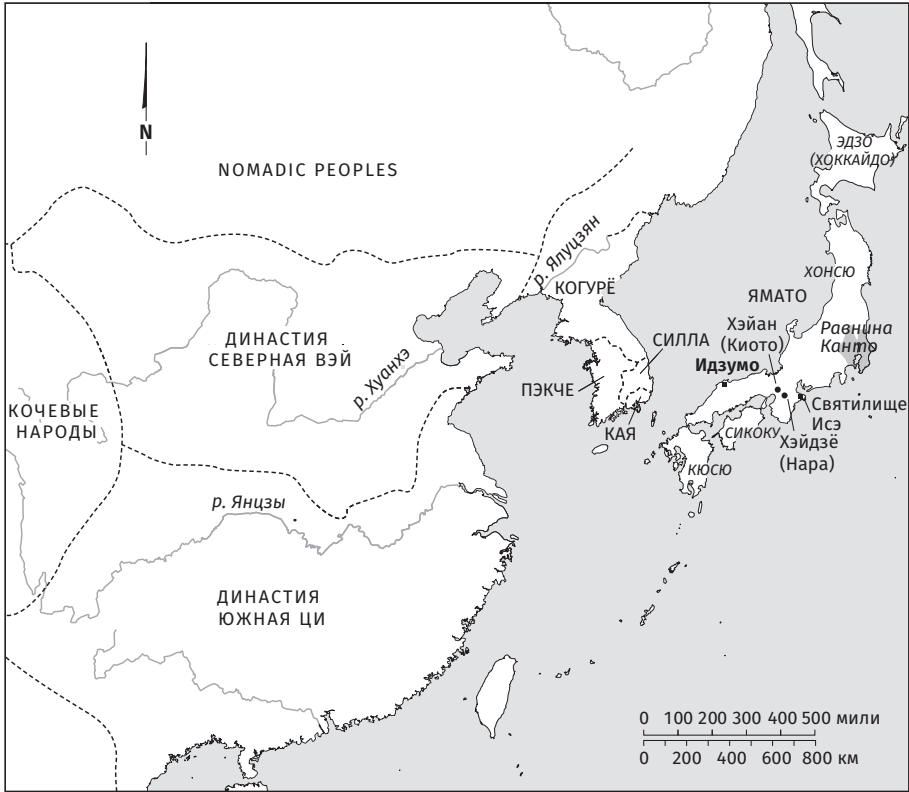 N
NOMADIC PEOPLES
ЭДЗО
(ХОККАЙДО)
р. Ялуцзян
КОГУРЁ
ХОНСЮ
ЯМАТО
Хэйан
(Киото)
Равнина
Канто
ДИНАСТИЯ
СЕВЕРНАЯ ВЭЙ
СИЛЛА
Идзумо
р. Хуанхэ
ПЭКЧЕ
КОЧЕВЫЕ
НАРОДЫ
КАЯ
СИКОКУ
Святилище
Исэ
Хэйдзё
(Нара)
КЮСЮ
р. Янцзы
ДИНАСТИЯ
ЮЖНАЯ ЦИ
0 100 200 300 400 500 мили
0 200 400 600 800 км